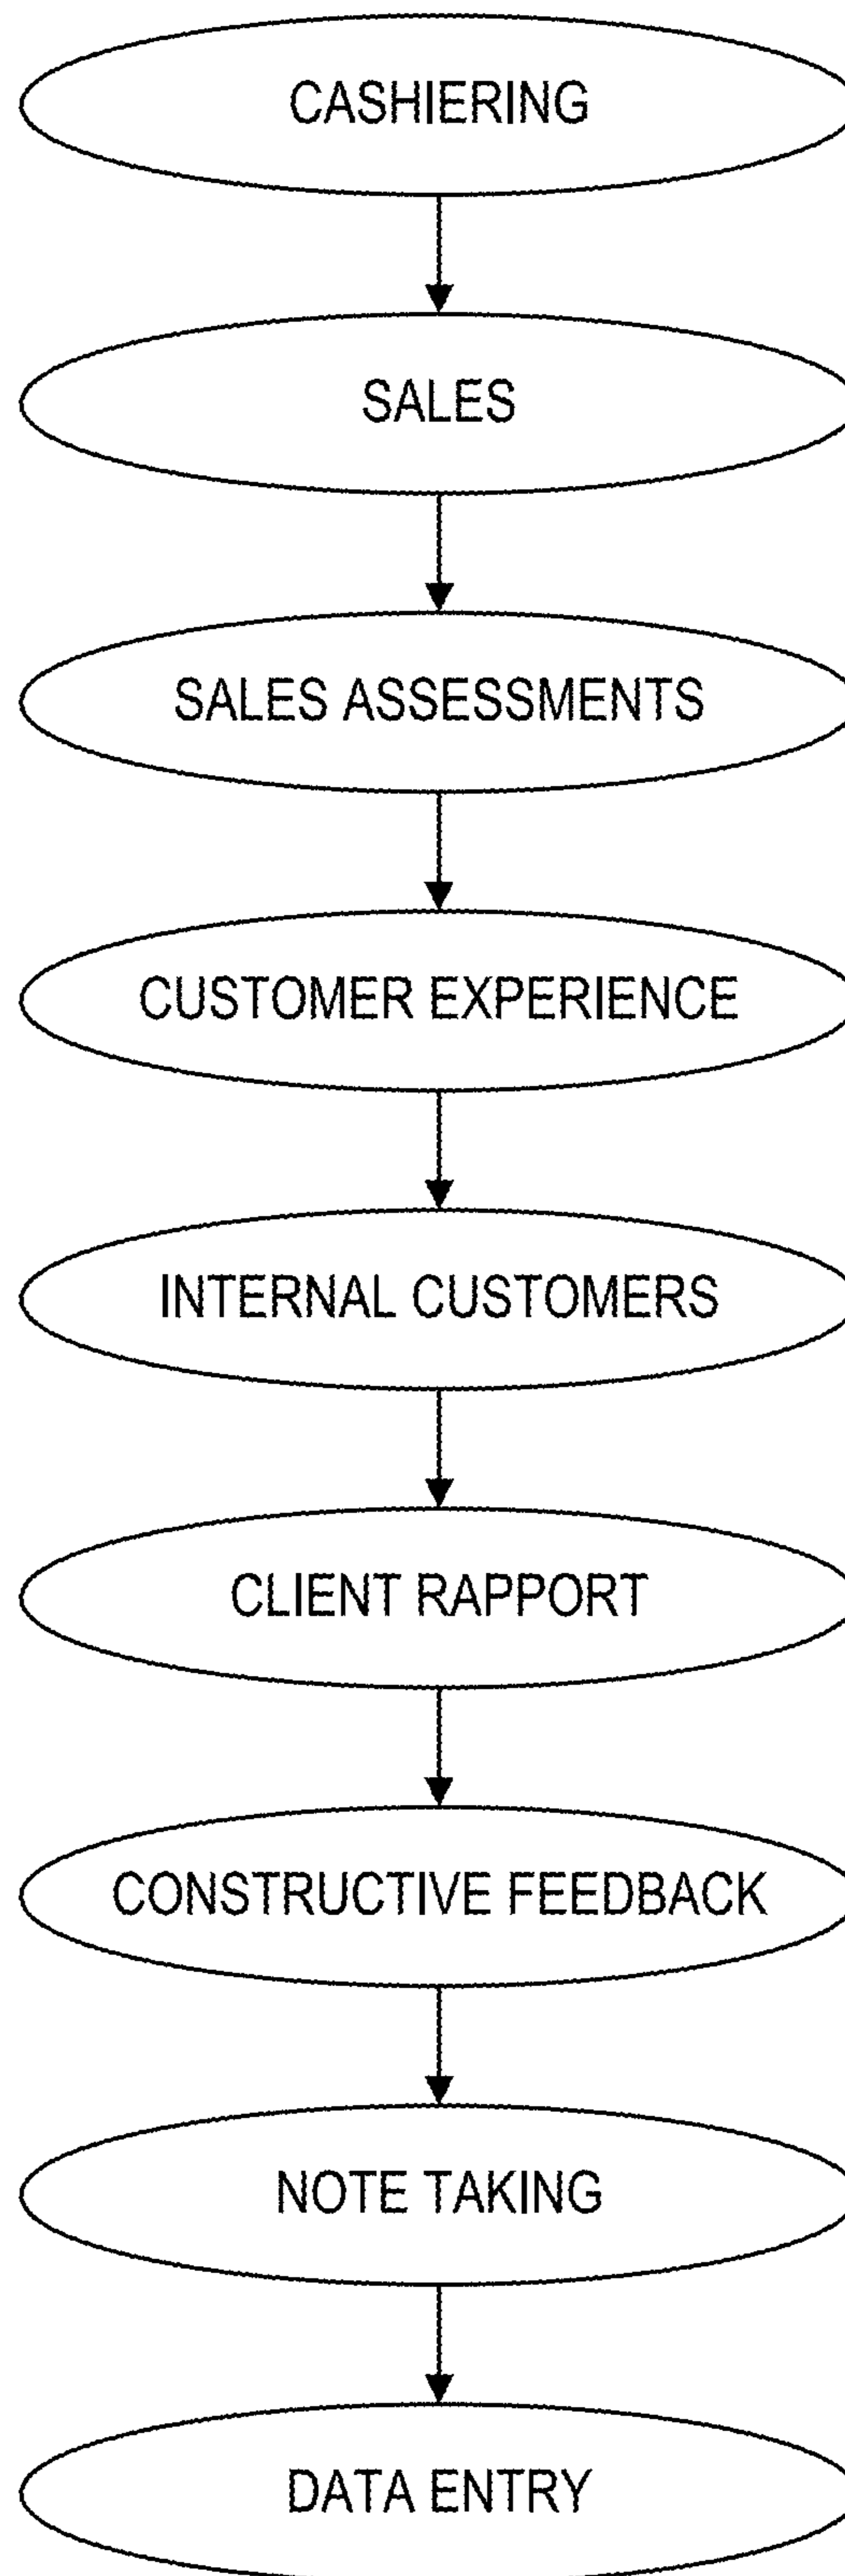 CASHIERING
SALES
SALES ASSESSMENTS
CUSTOMER EXPERIENCE
INTERNAL CUSTOMERS
CLIENT RAPPORT
CONSTRUCTIVE FEEDBACK
NOTE TAKING
DATA ENTRY